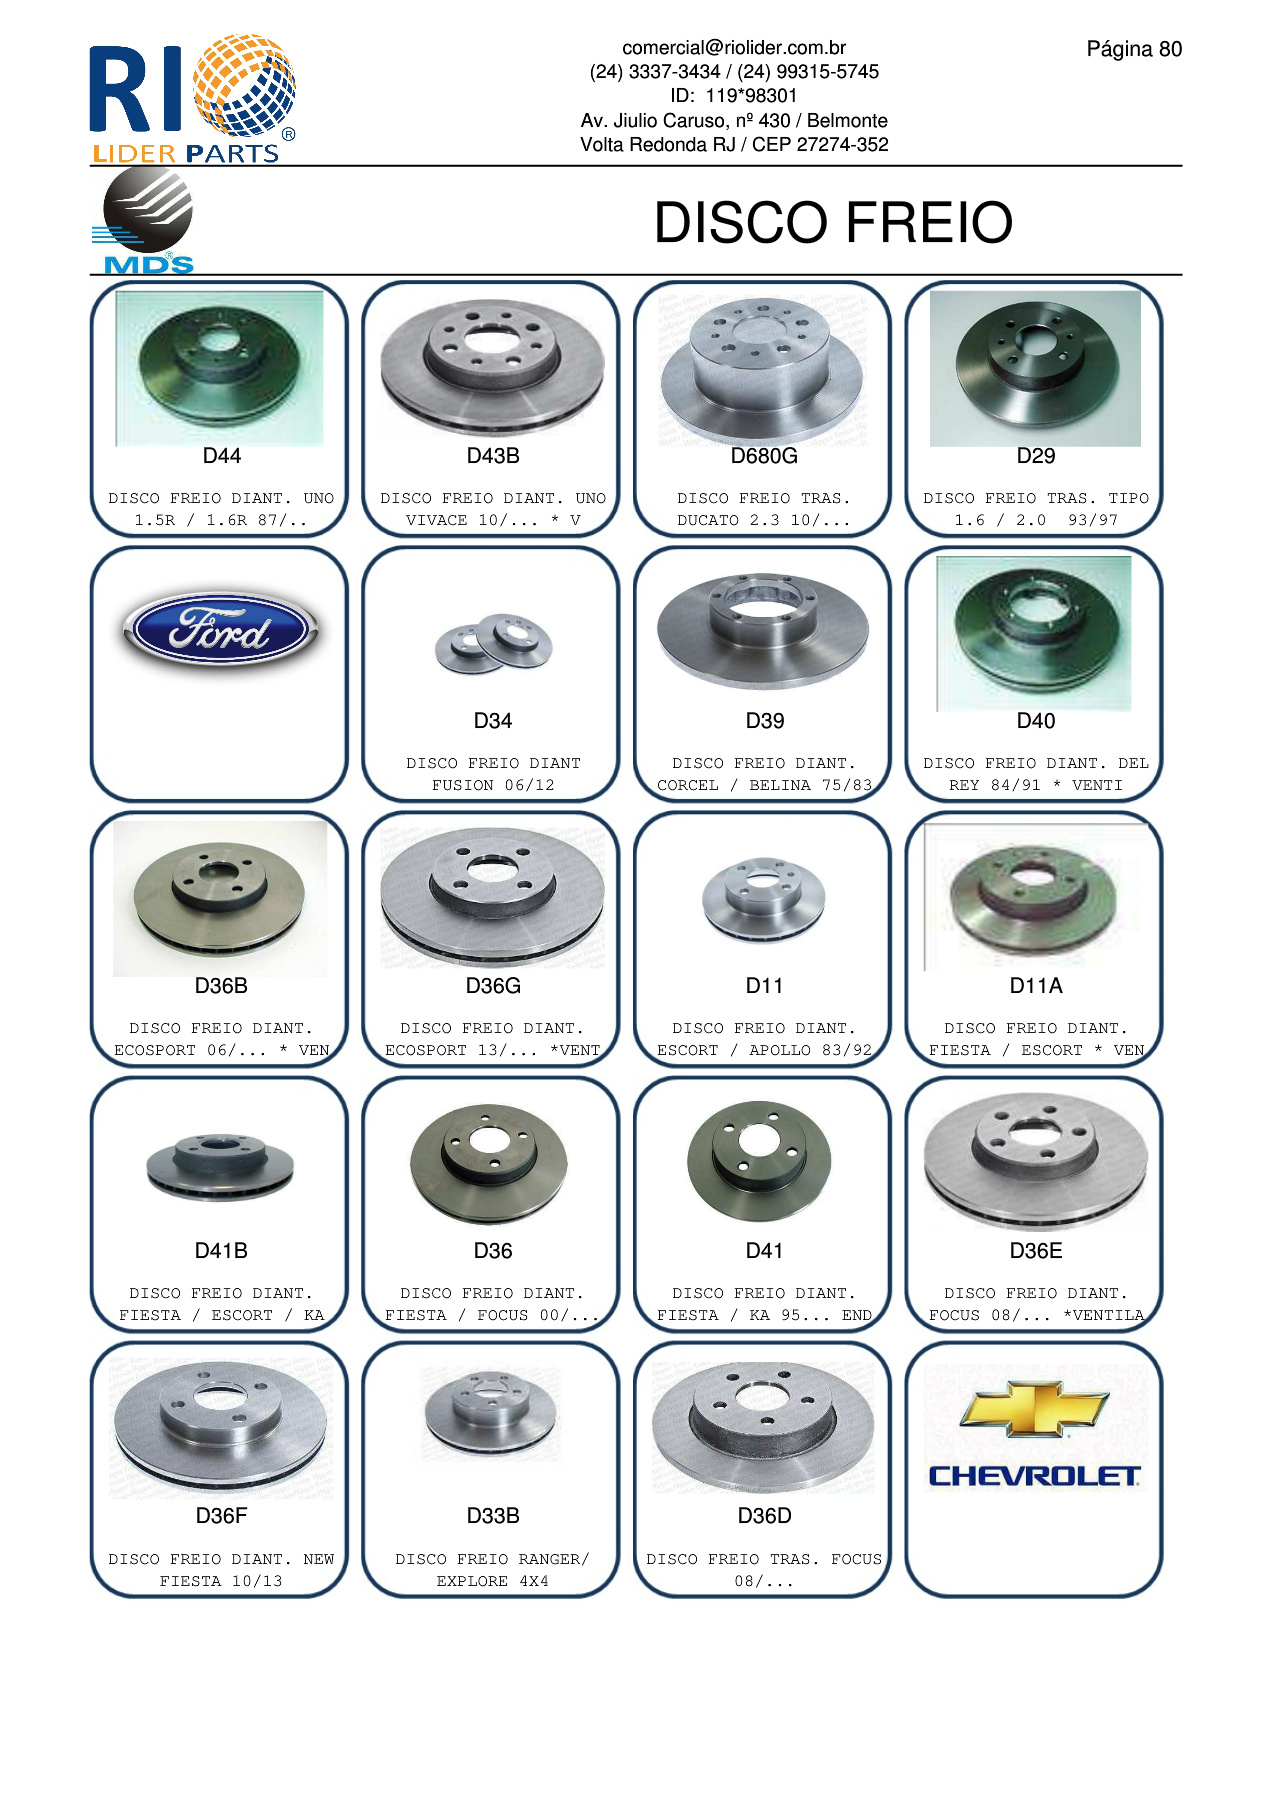 RIO
LIDER PARTS ®
comercial@riolider.com.br
(24) 3337-3434 / (24) 99315-5745
ID: 119*98301
Av. Jiulio Caruso, nº 430 / Belmonte
Volta Redonda RJ / CEP 27274-352
Página 80
MDS®
DISCO FREIO
D44
DISCO FREIO DIANT. UNO
1.5R / 1.6R 87/..
D43B
DISCO FREIO DIANT. UNO
VIVACE 10/... * V
D680G
DISCO FREIO TRAS.
DUCATO 2.3 10/...
D29
DISCO FREIO TRAS. TIPO
1.6 / 2.0  93/97
Ford
D34
DISCO FREIO DIANT
FUSION 06/12
D39
DISCO FREIO DIANT.
CORCEL / BELINA 75/83
D40
DISCO FREIO DIANT. DEL
REY 84/91 * VENTI
D36B
DISCO FREIO DIANT.
ECOSPORT 06/... * VEN
D36G
DISCO FREIO DIANT.
ECOSPORT 13/... *VENT
D11
DISCO FREIO DIANT.
ESCORT / APOLLO 83/92
D11A
DISCO FREIO DIANT.
FIESTA / ESCORT * VEN
D41B
DISCO FREIO DIANT.
FIESTA / ESCORT / KA
D36
DISCO FREIO DIANT.
FIESTA / FOCUS 00/...
D41
DISCO FREIO DIANT.
FIESTA / KA 95... END
D36E
DISCO FREIO DIANT.
FOCUS 08/... *VENTILA
D36F
DISCO FREIO DIANT. NEW
FIESTA 10/13
D33B
DISCO FREIO RANGER/
EXPLORE 4X4
D36D
DISCO FREIO TRAS. FOCUS
08/...
CHEVROLET